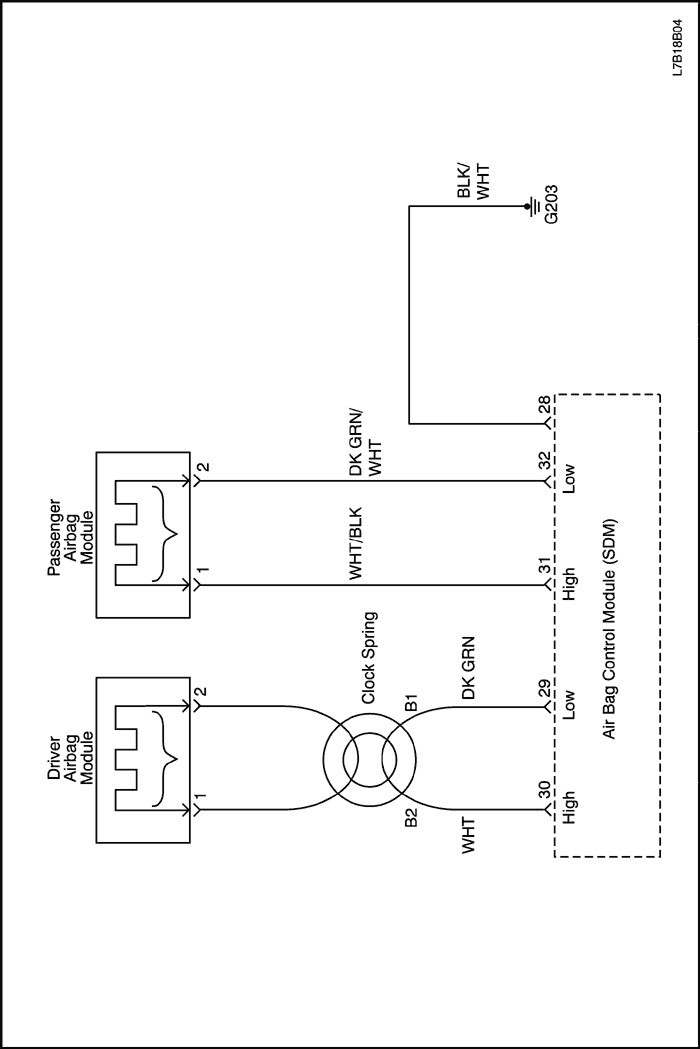 Driver
Airbag
Module
Passenger
Airbag
Module
1
2
1
2
Clock Spring
WHT/BLK
DK GRN/
WHT
B2
B1
WHT
DK GRN
BLK/
WHT
G203
30
29
31
32
28
High
Low
High
Low
Air Bag Control Module (SDM)
L7B18B04